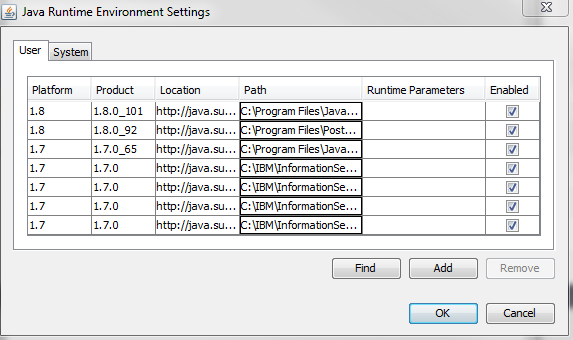 Java Runtime Environment Settings
User System
Platform Product Location Path Runtime Parameters Enabled
1.8 1.8.0_101 http://java.su... C:\Program Files\Java...
1.8 1.8.0_92 http://java.su... C:\Program Files\Post...
1.7 1.7.0_65 http://java.su... C:\Program Files\Java...
1.7 1.7.0 http://java.su... C:\IBM\InformationSe...
1.7 1.7.0 http://java.su... C:\IBM\InformationSe...
1.7 1.7.0 http://java.su... C:\IBM\InformationSe...
1.7 1.7.0 http://java.su... C:\IBM\InformationSe...
Find Add Remove
OK Cancel